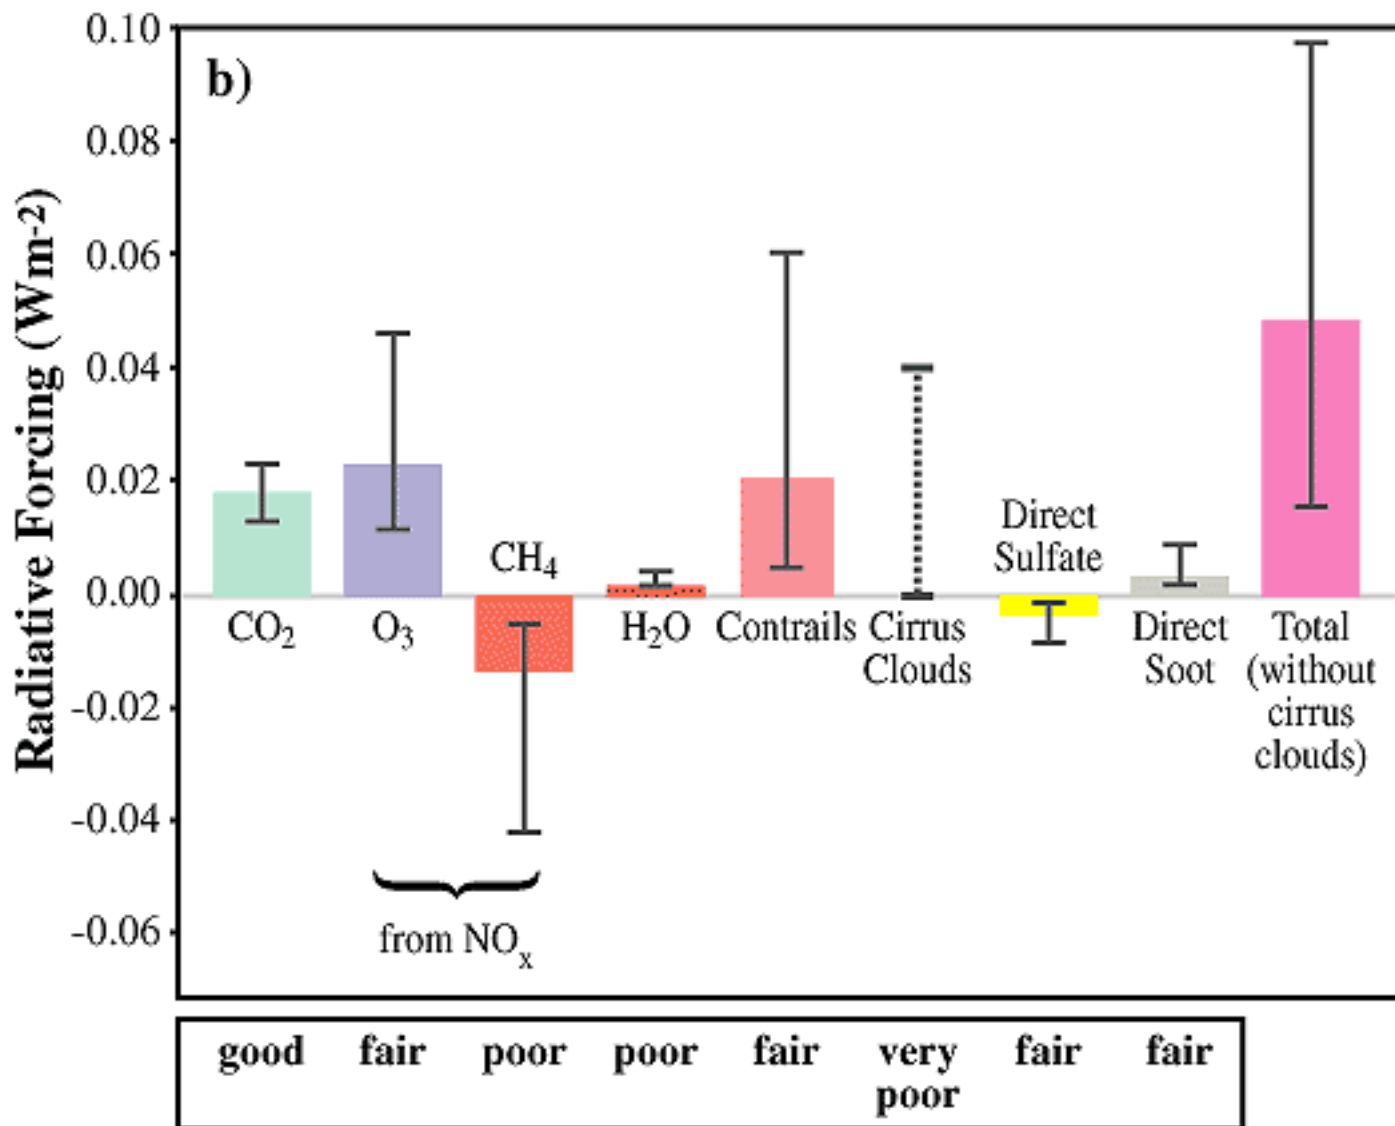 b)
Radiative Forcing (Wm-2)
0.10
0.08
0.06
0.04
0.02
0.00
-0.02
-0.04
-0.06
CO2
O3
CH4
H2O
Contrails
Cirrus
Clouds
Direct
Sulfate
Direct
Soot
Total
(without
cirrus
clouds)
from NOx
good
fair
poor
poor
fair
very
poor
fair
fair